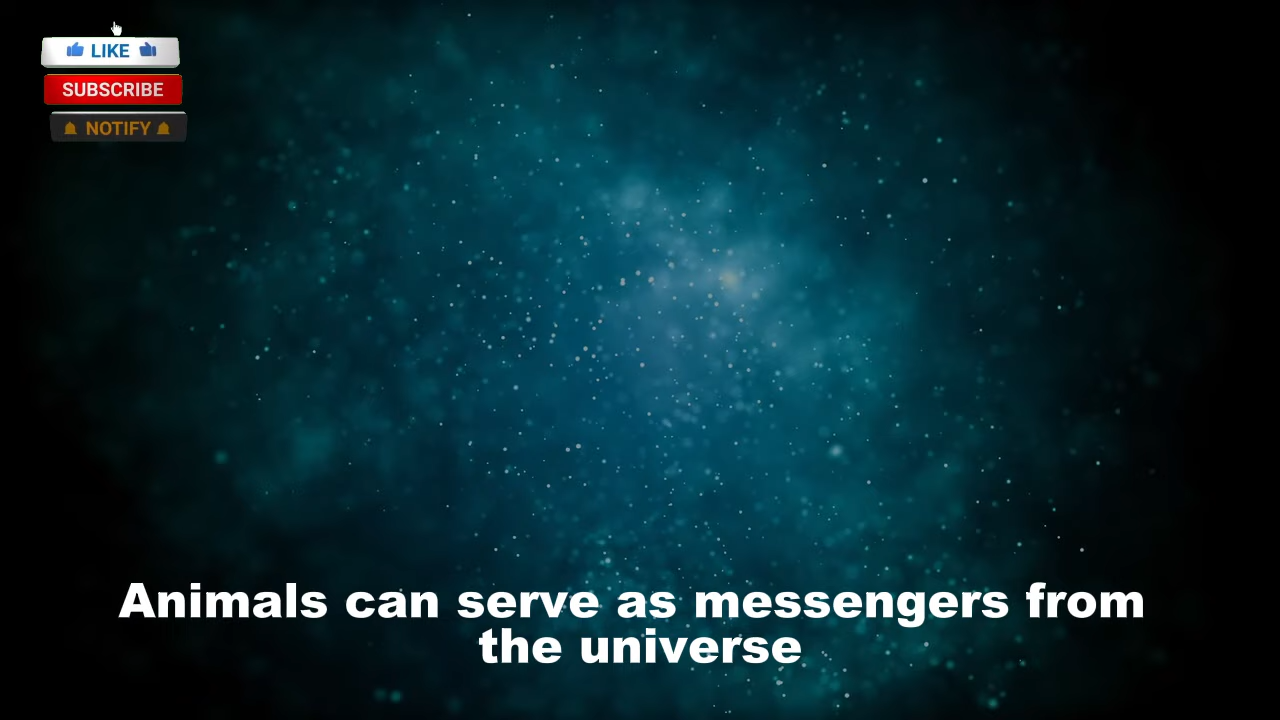 LIKE
SUBSCRIBE
NOTIFY
Animals can serve as messengers from
the universe